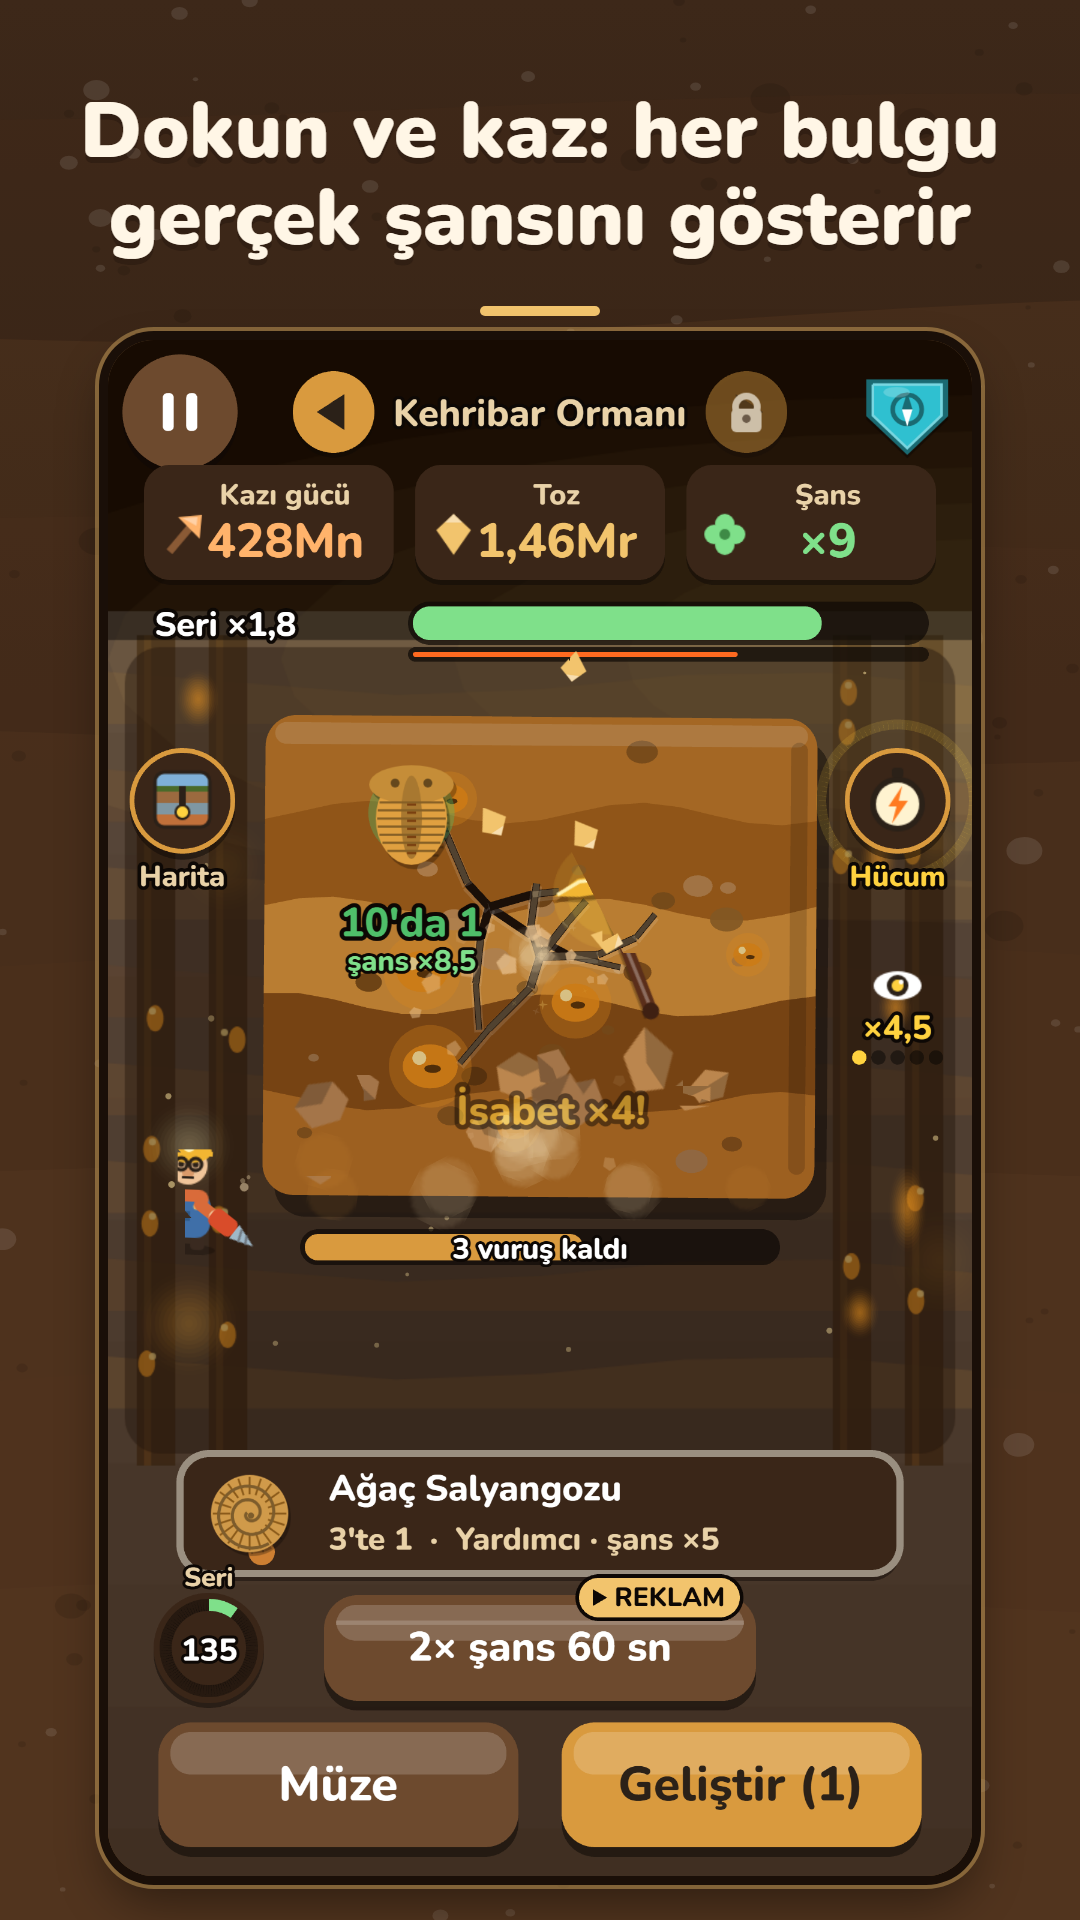 Dokun ve kaz: her bulgu
gerçek şansını gösterir
Kehribar Ormanı
Kazı gücü
428Mn
Toz
1,46Mr
Şans
×9
Seri ×1,8
Harita
Hücum
10'da 1
şans ×8,5
×4,5
İsabet ×4!
3 vuruş kaldı
Ağaç Salyangozu
3'te 1 · Yardımcı · şans ×5
Seri
135
REKLAM
2× şans 60 sn
Müze
Geliştir (1)